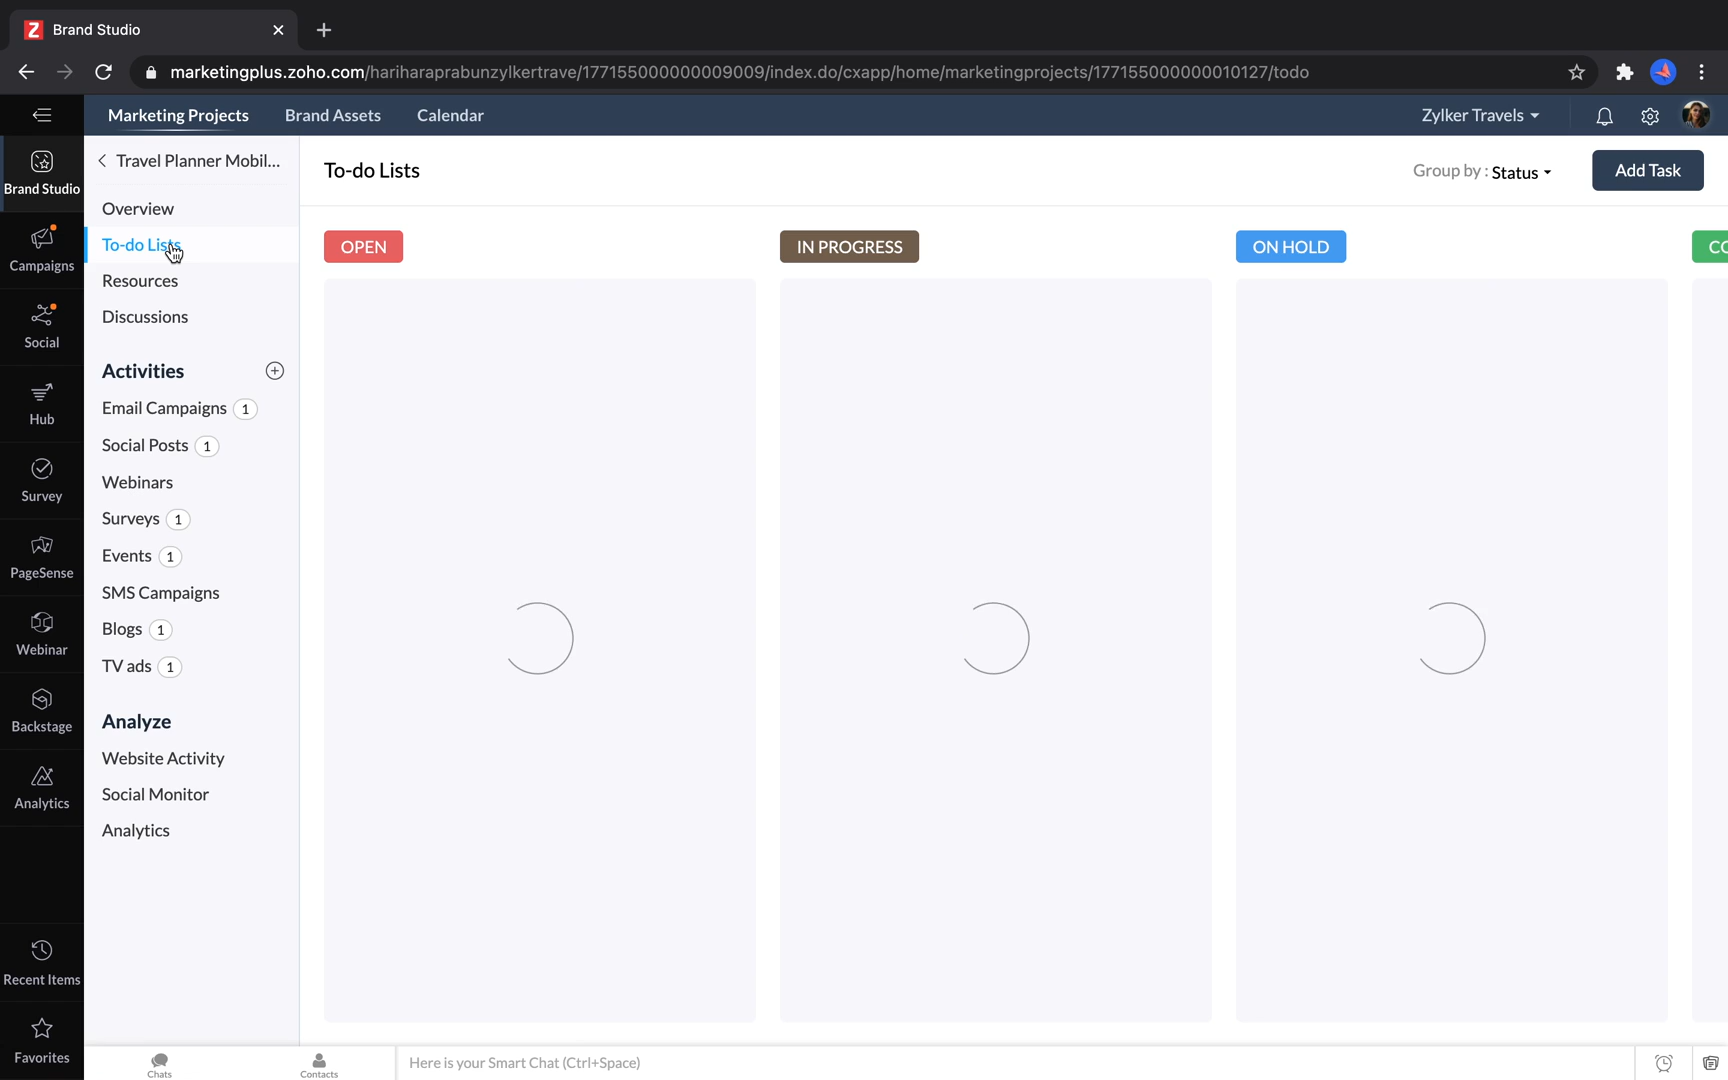 Brand Studio
marketingplus.zoho.com/hariharaprabunzylkertrave/177155000000009009/index.do/cxapp/home/marketingprojects/177155000000010127/todo
Marketing Projects
Brand Assets
Calendar
Zylker Travels
Brand Studio
Campaigns
Social
Hub
Survey
PageSense
Webinar
Backstage
Analytics
Recent Items
Favorites
Travel Planner Mobil...
Overview
To-do Lists
Resources
Discussions
Activities
Email Campaigns 1
Social Posts 1
Webinars
Surveys 1
Events 1
SMS Campaigns
Blogs 1
TV ads 1
Analyze
Website Activity
Social Monitor
Analytics
To-do Lists
Group by : Status
Add Task
OPEN
IN PROGRESS
ON HOLD
CO
Chats
Contacts
Here is your Smart Chat (Ctrl+Space)